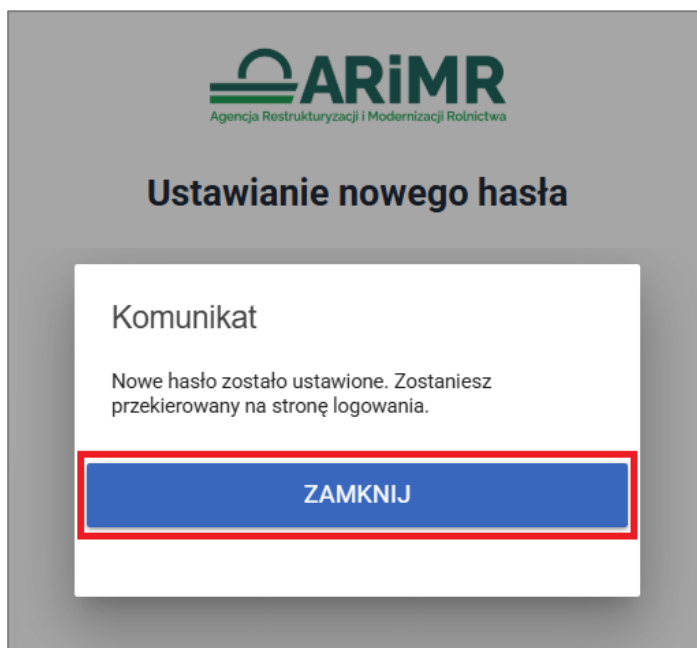 ARiMR
Agencja Restrukturyzacji i Modernizacji Rolnictwa
Ustawianie nowego hasła
Komunikat
Nowe hasło zostało ustawione. Zostaniesz
przekierowany na stronę logowania.
ZAMKNIJ